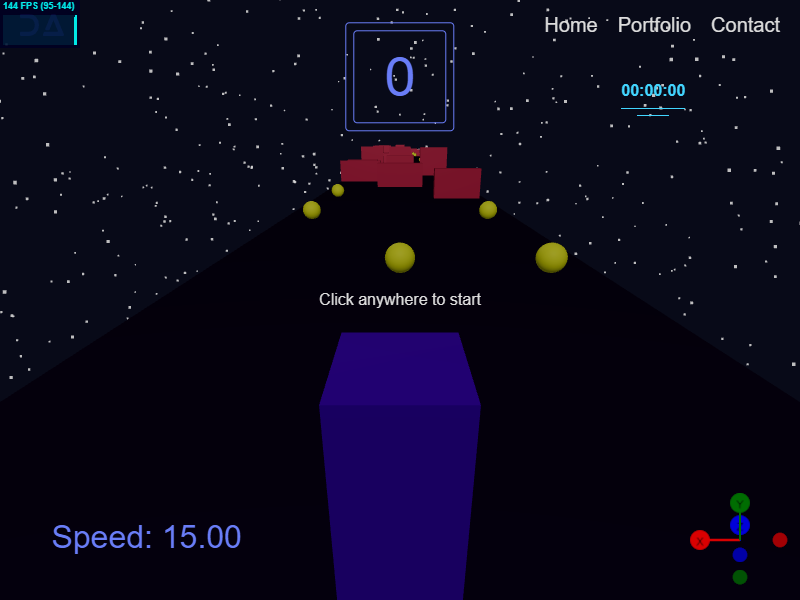 144 FPS (95-144)
Home Portfolio Contact
0
00:00:00
Click anywhere to start
Speed: 15.00
Y
X